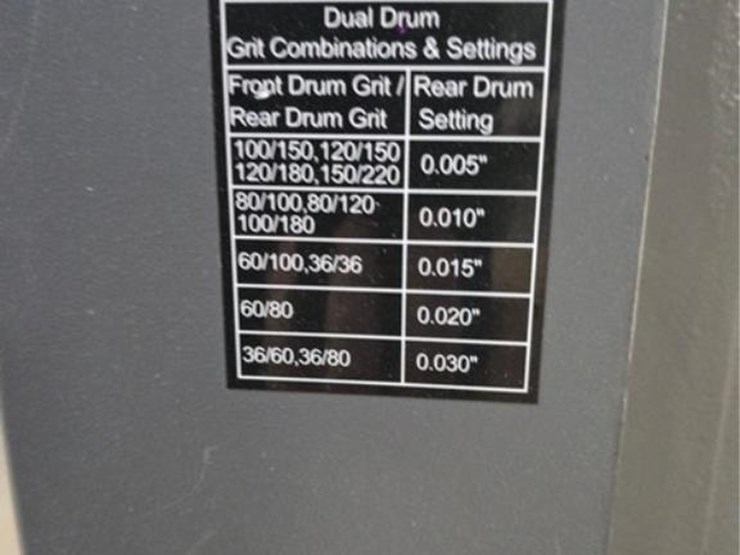 Dual Drum
Grit Combinations & Settings
Front Drum Grit / Rear Drum
Rear Drum Grit Setting
100/150,120/150
120/180,150/220 0.005"
80/100,80/120
100/180 0.010"
60/100,36/36 0.015"
60/80 0.020"
36/60,36/80 0.030"